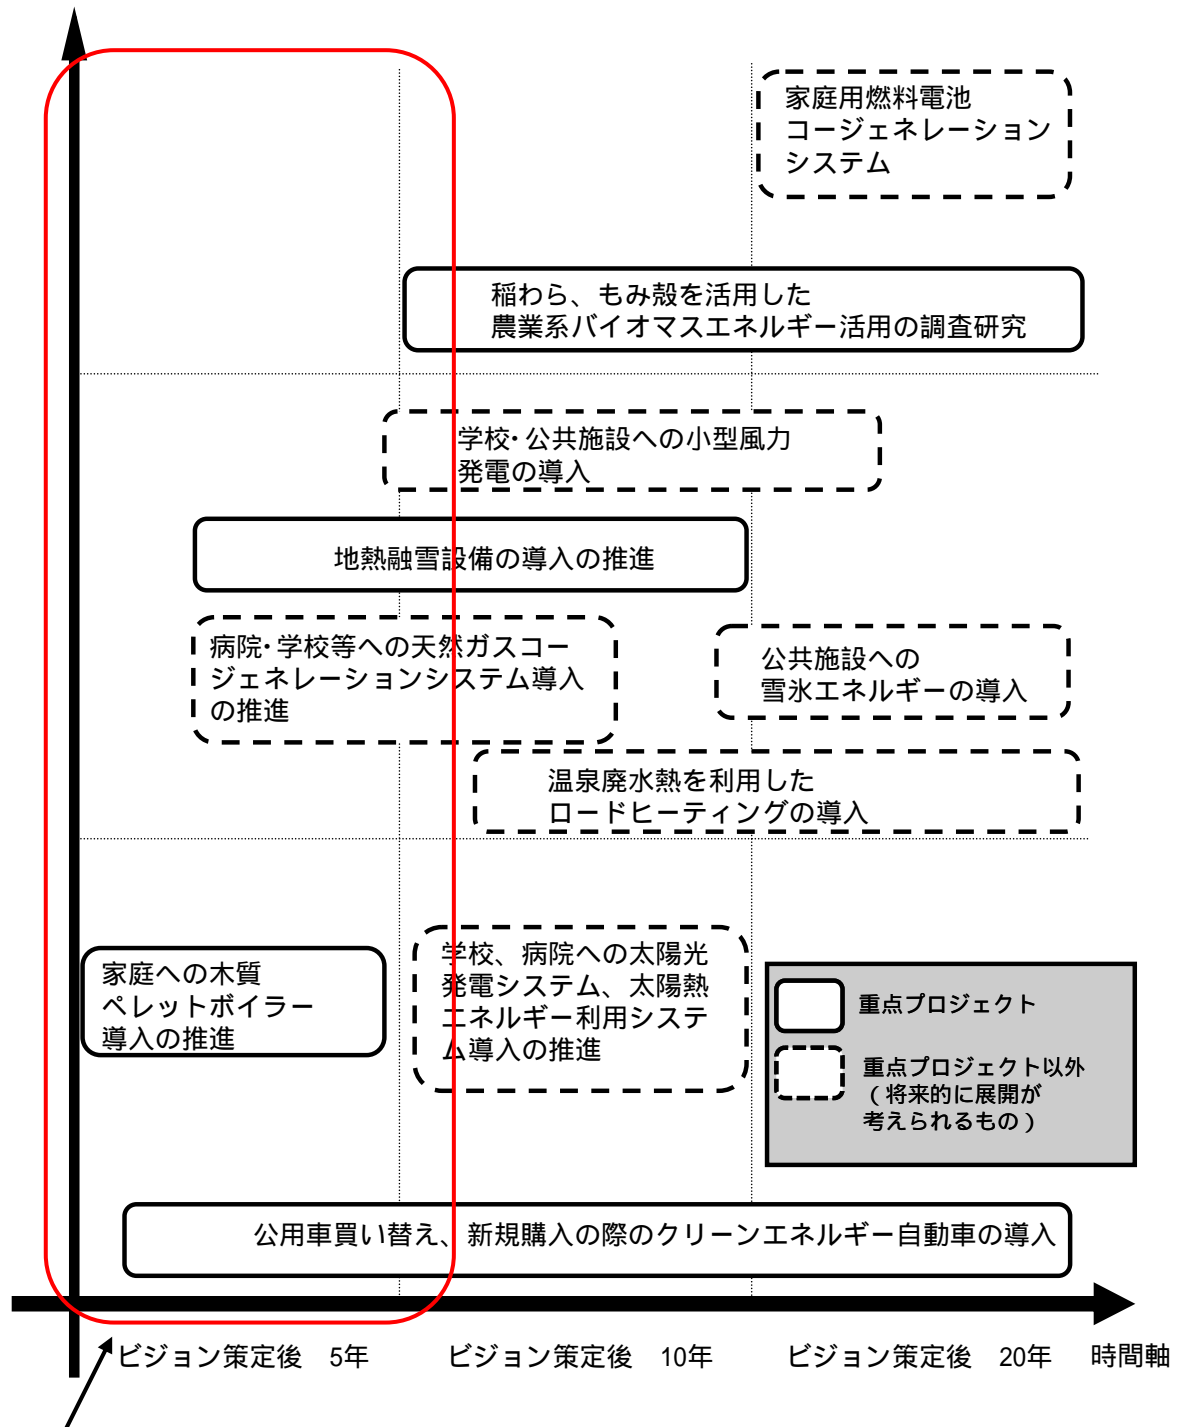 家庭用燃料電池
コージェネレーション
システム
稲わら、もみ殻を活用した
農業系バイオマスエネルギー活用の調査研究
学校・公共施設への小型風力
発電の導入
地熱融雪設備の導入の推進
病院・学校等への天然ガスコー
ジェネレーションシステム導入
の推進
公共施設への
雪氷エネルギーの導入
温泉廃水熱を利用した
ロードヒーティングの導入
家庭への木質
ペレットボイラー
導入の推進
学校、病院への太陽光
発電システム、太陽熱
エネルギー利用システ
ム導入の推進
重点プロジェクト
重点プロジェクト以外
（将来的に展開が
考えられるもの）
公用車買い替え、新規購入の際のクリーンエネルギー自動車の導入
ビジョン策定後 5年 ビジョン策定後 10年 ビジョン策定後 20年 時間軸